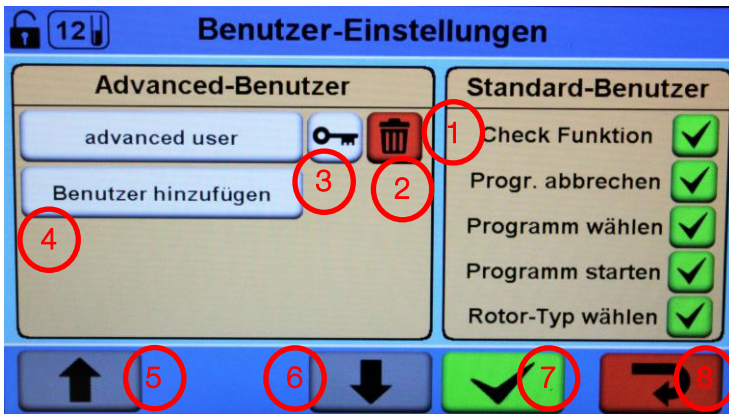 12
Benutzer-Einstellungen
Advanced-Benutzer
advanced user
Benutzer hinzufügen
Standard-Benutzer
Check Funktion
Progr. abbrechen
Programm wählen
Programm starten
Rotor-Typ wählen
1
2
3
4
5
6
7
8